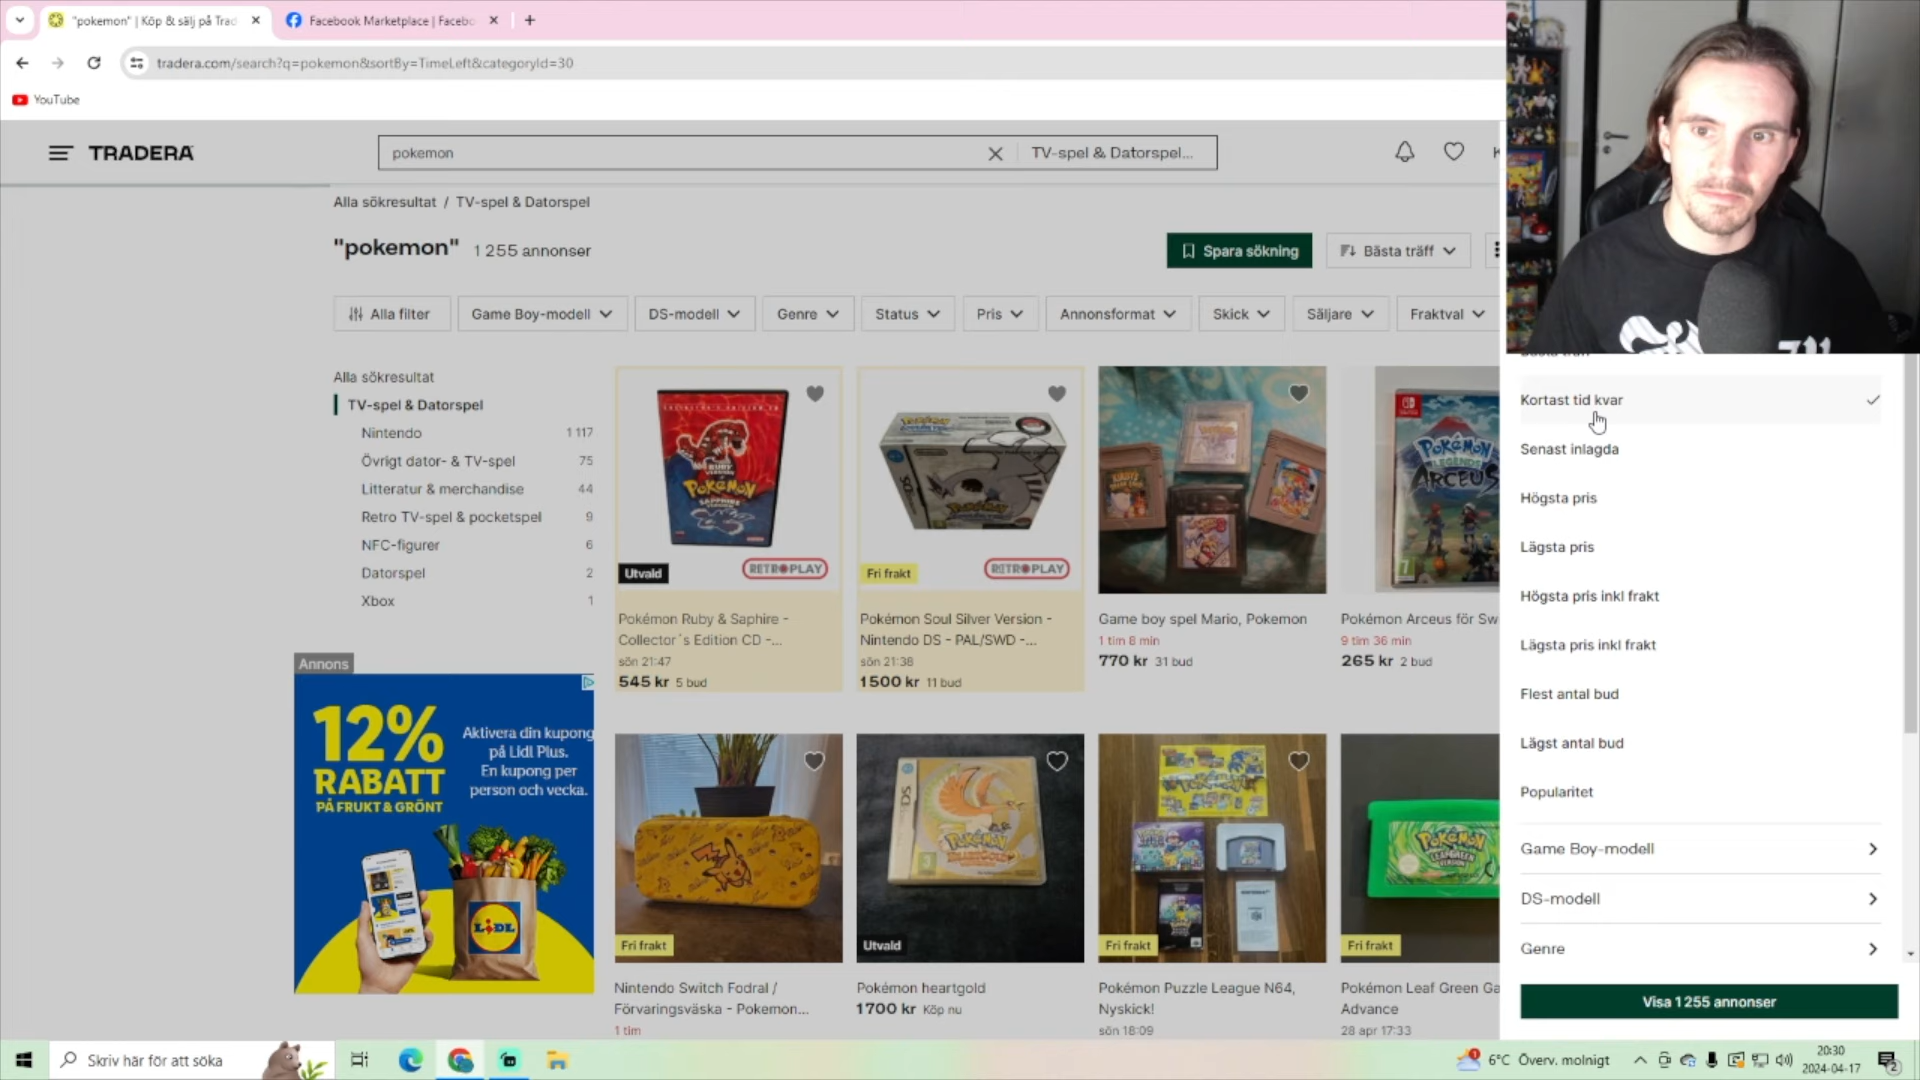 "pokemon" | Köp & sälj på Trad
Facebook Marketplace | Facebo
tradera.com/search?q=pokemon&sortBy=TimeLeft&categoryId=30
YouTube
TRADERA
pokemon
TV-spel & Datorspel...
Alla sökresultat / TV-spel & Datorspel
"pokemon" 1 255 annonser
Spara sökning
Bästa träff
Alla filter
Game Boy-modell
DS-modell
Genre
Status
Pris
Annonsformat
Skick
Säljare
Fraktval
Alla sökresultat
TV-spel & Datorspel
Nintendo 1 117
Övrigt dator- & TV-spel 75
Litteratur & merchandise 44
Retro TV-spel & pocketspel 9
NFC-figurer 6
Datorspel 2
Xbox 1
Utvald
RETROPLAY
Pokémon Ruby & Saphire -
Collector´s Edition CD -...
sön 21:47
545 kr 5 bud
Fri frakt
RETROPLAY
Pokémon Soul Silver Version -
Nintendo DS - PAL/SWD -...
sön 21:38
1 500 kr 11 bud
Game boy spel Mario, Pokemon
1 tim 8 min
770 kr 31 bud
POKÉMON
LEGENDS
ARCEUS
Pokémon Arceus för Sw
9 tim 36 min
265 kr 2 bud
Annons
12%
RABATT
PÅ FRUKT & GRÖNT
Aktivera din kupong
på Lidl Plus.
En kupong per
person och vecka.
LIDL
Fri frakt
Nintendo Switch Fodral /
Förvaringsväska - Pokemon...
1 tim
Utvald
Pokémon heartgold
1 700 kr Köp nu
Fri frakt
Pokémon Puzzle League N64,
Nyskick!
sön 18:09
Fri frakt
Pokémon Leaf Green Ga
Advance
28 apr 17:33
Bästa träff
Kortast tid kvar
Senast inlagda
Högsta pris
Lägsta pris
Högsta pris inkl frakt
Lägsta pris inkl frakt
Flest antal bud
Lägst antal bud
Popularitet
Game Boy-modell
DS-modell
Genre
Visa 1 255 annonser
Skriv här för att söka
6°C Överv. molnigt
20:30
2024-04-17
2